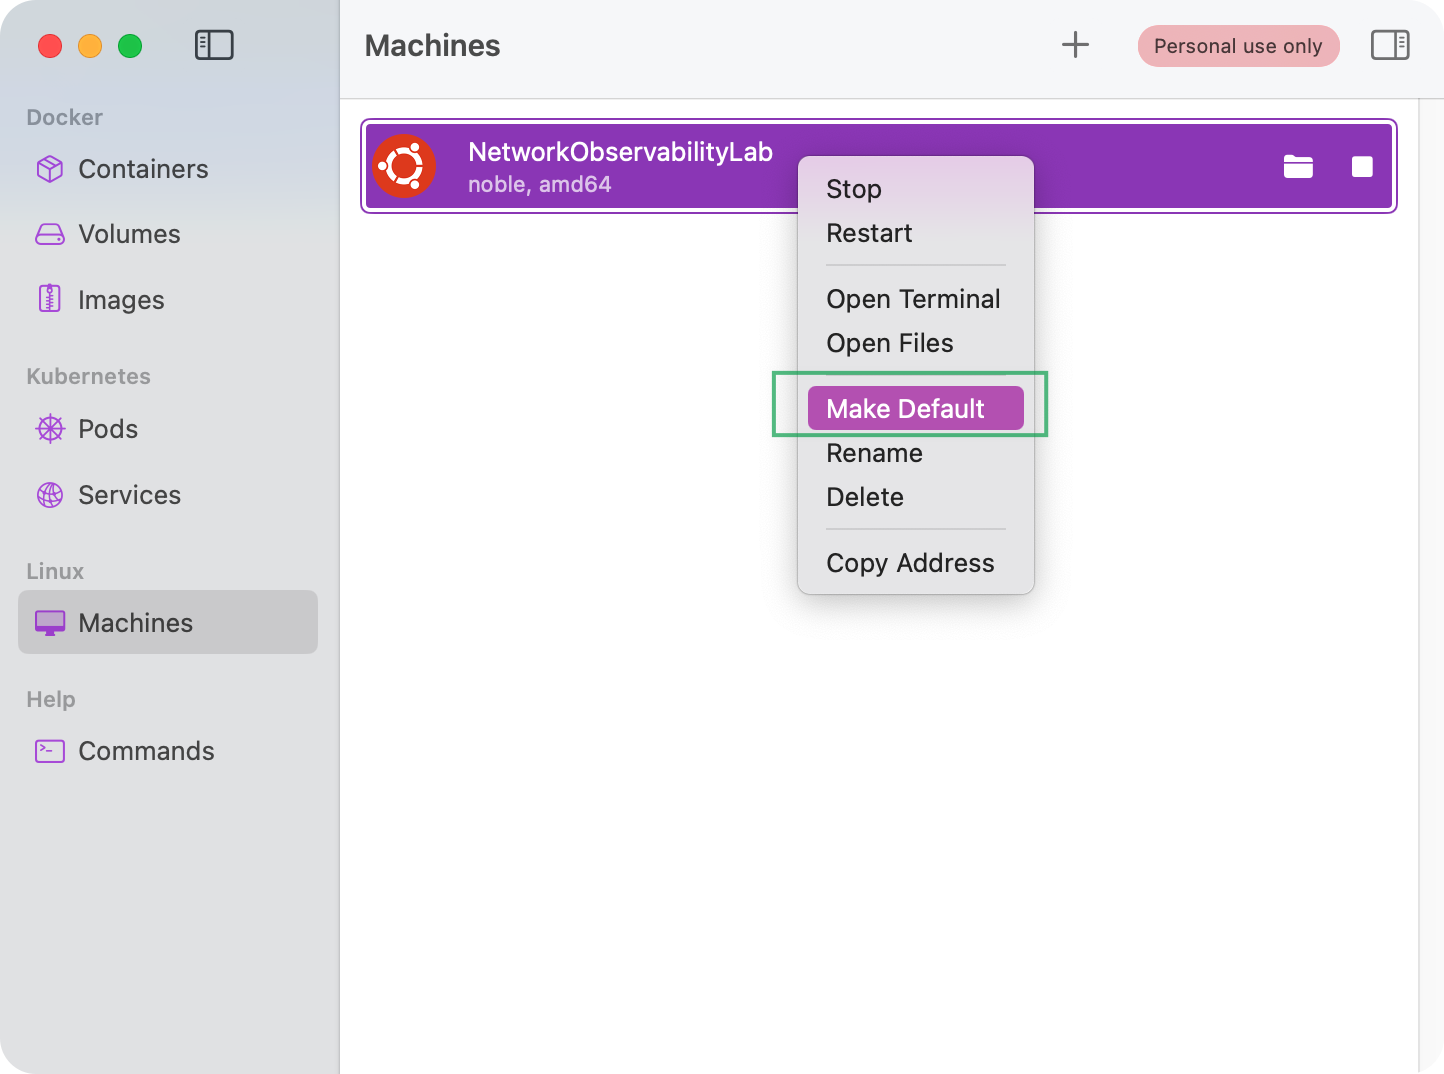 Machines
Personal use only
Docker
Containers
Volumes
Images
Kubernetes
Pods
Services
Linux
Machines
Help
Commands
NetworkObservabilityLab
noble, amd64
Stop
Restart
Open Terminal
Open Files
Make Default
Rename
Delete
Copy Address